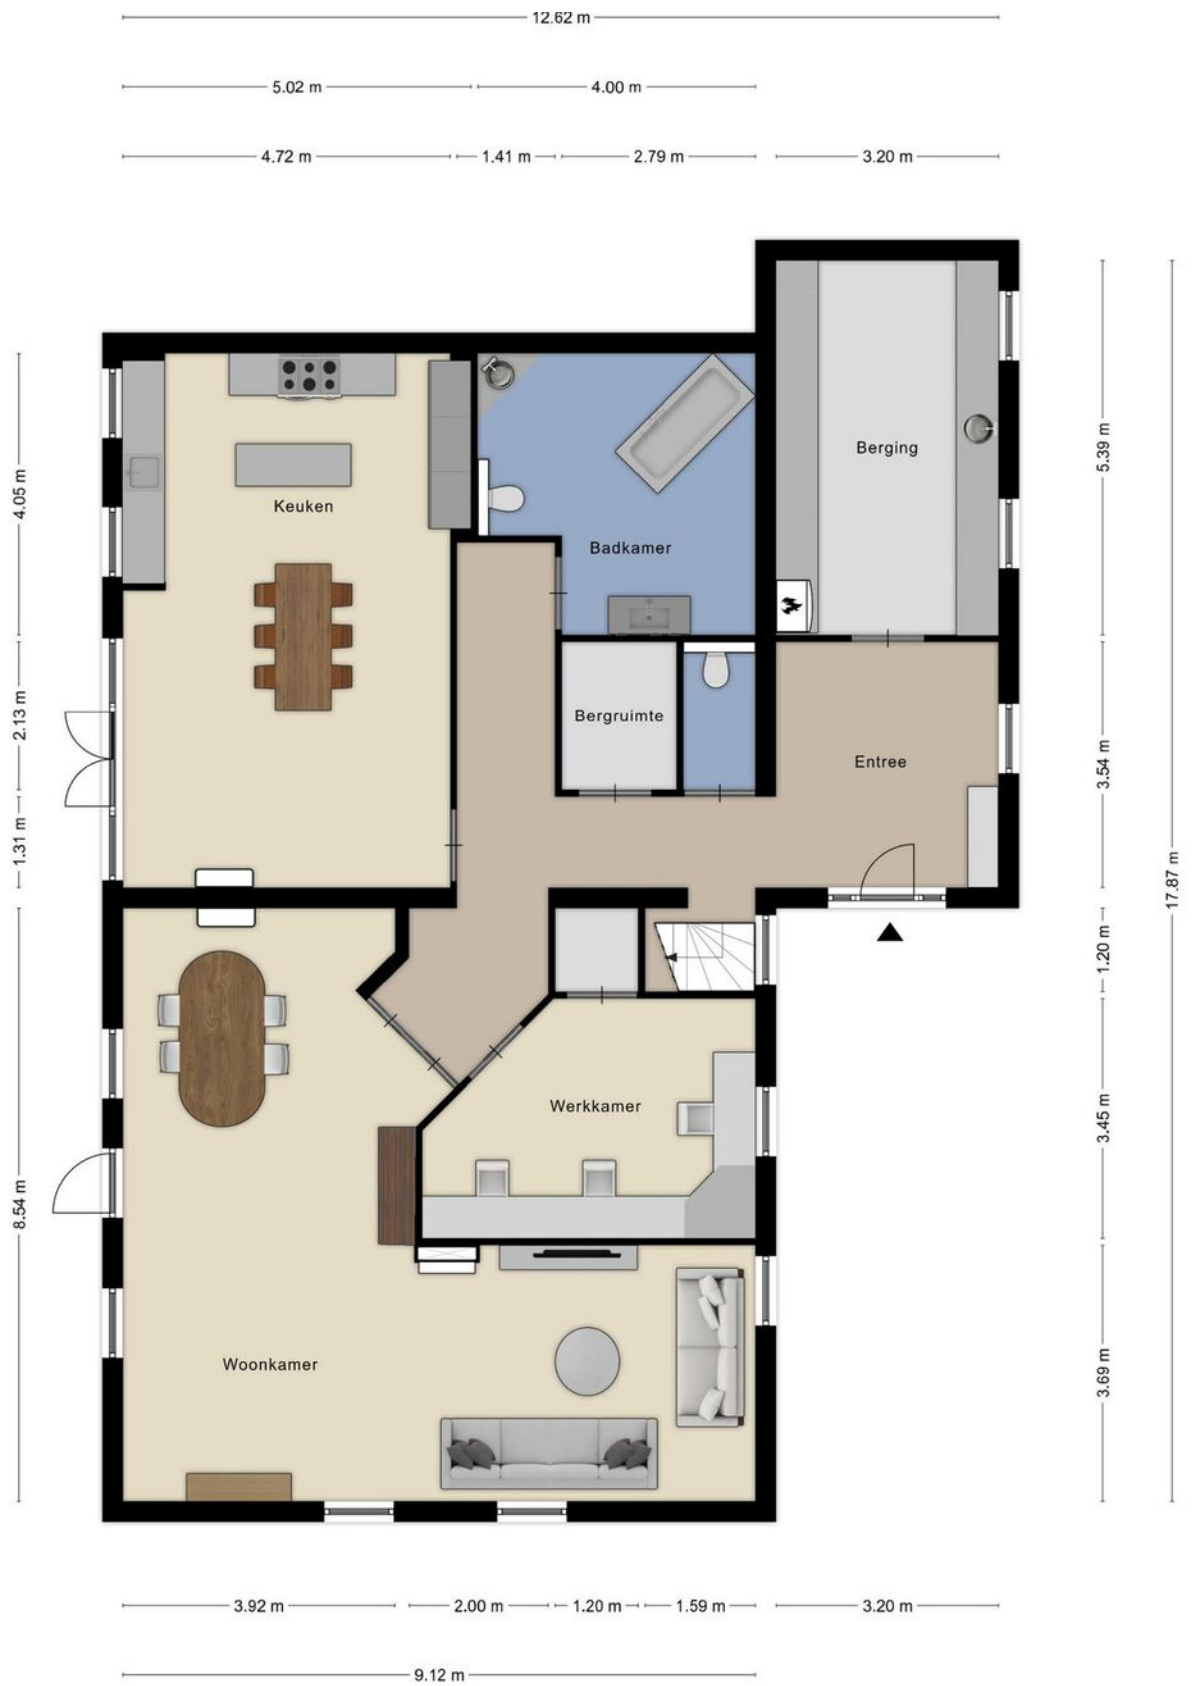 12.62 m
5.02 m
4.00 m
4.72 m
1.41 m
2.79 m
3.20 m
4.05 m
2.13 m
1.31 m
8.54 m
Keuken
Badkamer
Berging
Bergruimte
Entree
Werkkamer
Woonkamer
5.39 m
3.54 m
1.20 m
3.45 m
3.69 m
17.87 m
3.92 m
2.00 m
1.20 m
1.59 m
3.20 m
9.12 m